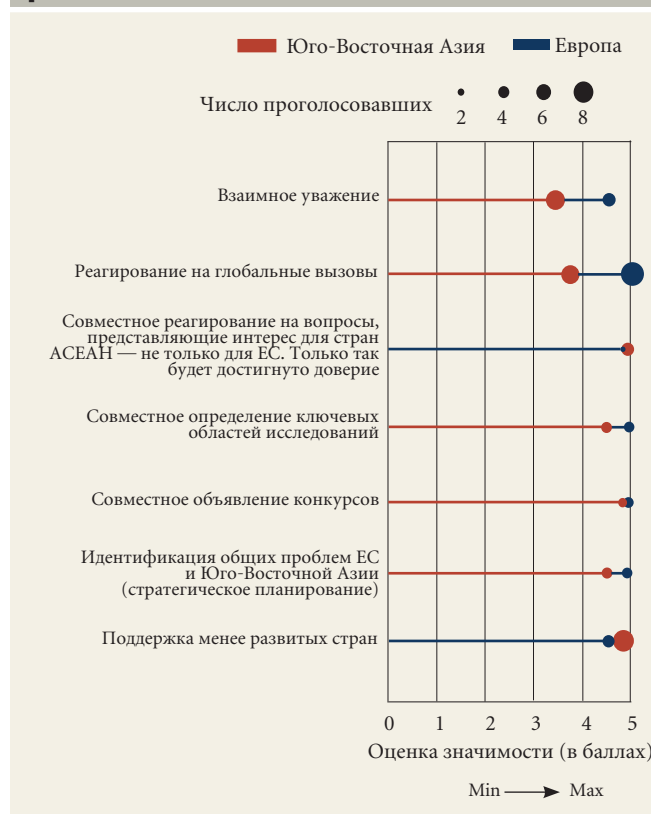 Юго-Восточная Азия Европа
Число проголосовавших
2 4 6 8
Взаимное уважение
Реагирование на глобальные вызовы
Совместное реагирование на вопросы,
представляющие интерес для стран
АСЕАН — не только для ЕС. Только так
будет достигнуто доверие
Совместное определение ключевых
областей исследований
Совместное объявление конкурсов
Идентификация общих проблем ЕС
и Юго-Восточной Азии
(стратегическое планирование)
Поддержка менее развитых стран
0 1 2 3 4 5
Оценка значимости (в баллах)
Min Max